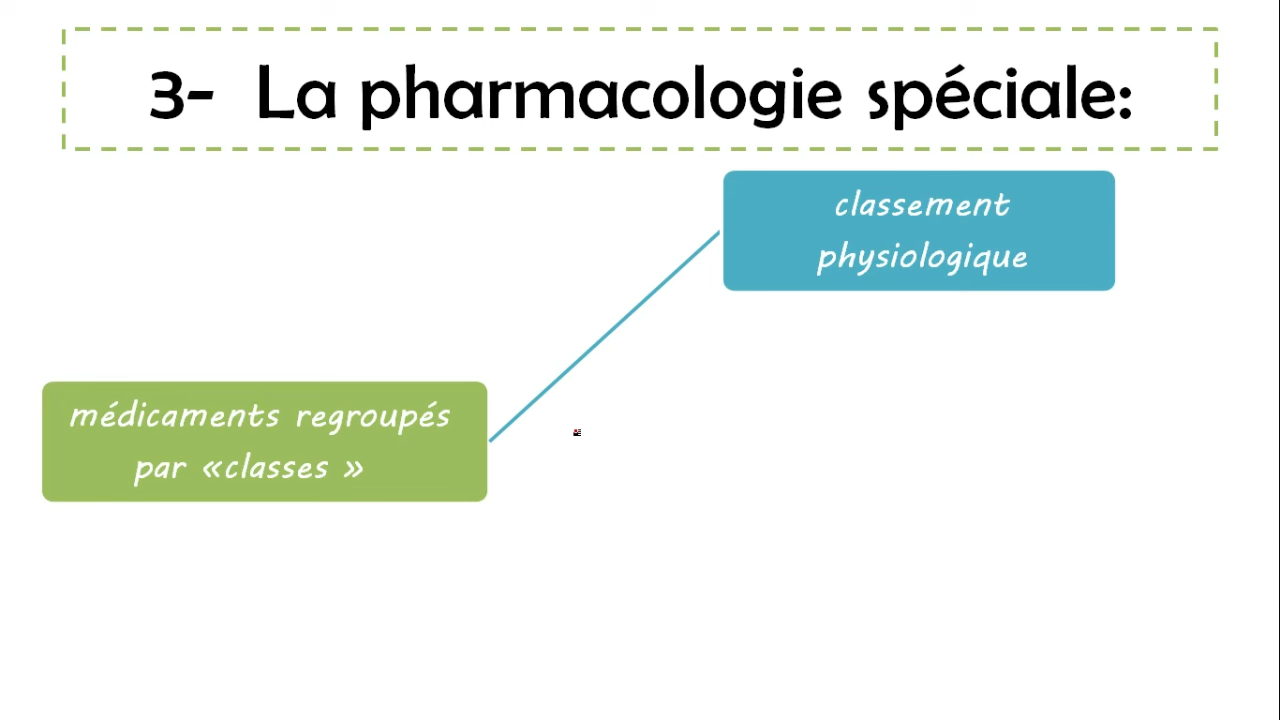 3- La pharmacologie spéciale:
classement
physiologique
médicaments regroupés
par «classes »